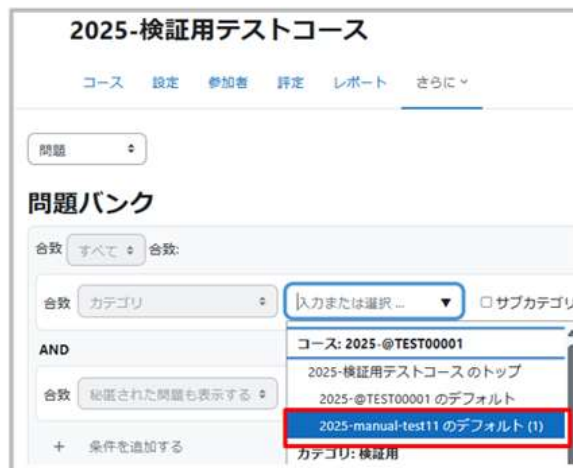 2025-検証用テストコース
コース 設定 参加者 評定 レポート さらに
問題
問題バンク
合致 すべて 合致:
合致 カテゴリ 入力または選択 ... ▼ サブカテゴリ
コース: 2025-@TEST00001
AND
2025-検証用テストコース のトップ
2025-@TEST00001 のデフォルト
合致 秘匿された問題も表示する
2025-manual-test11 のデフォルト (1)
+ 条件を追加する
カテゴリ: 検証用